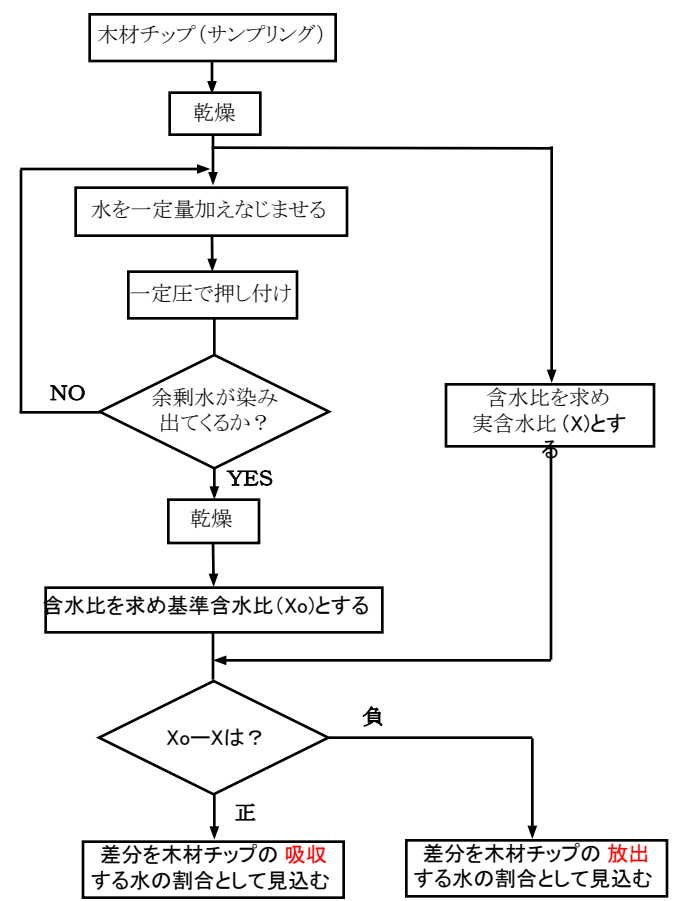 木材チップ（サンプリング）
乾燥
水を一定量加えなじませる
一定圧で押し付け
余剰水が染み
出てくるか？
NO
YES
含水比を求め
実含水比（X）とす
る
乾燥
含水比を求め基準含水比（Xo）とする
Xo―Xは？
負
正
差分を木材チップの 吸収
する水の割合として見込む
差分を木材チップの 放出
する水の割合として見込む